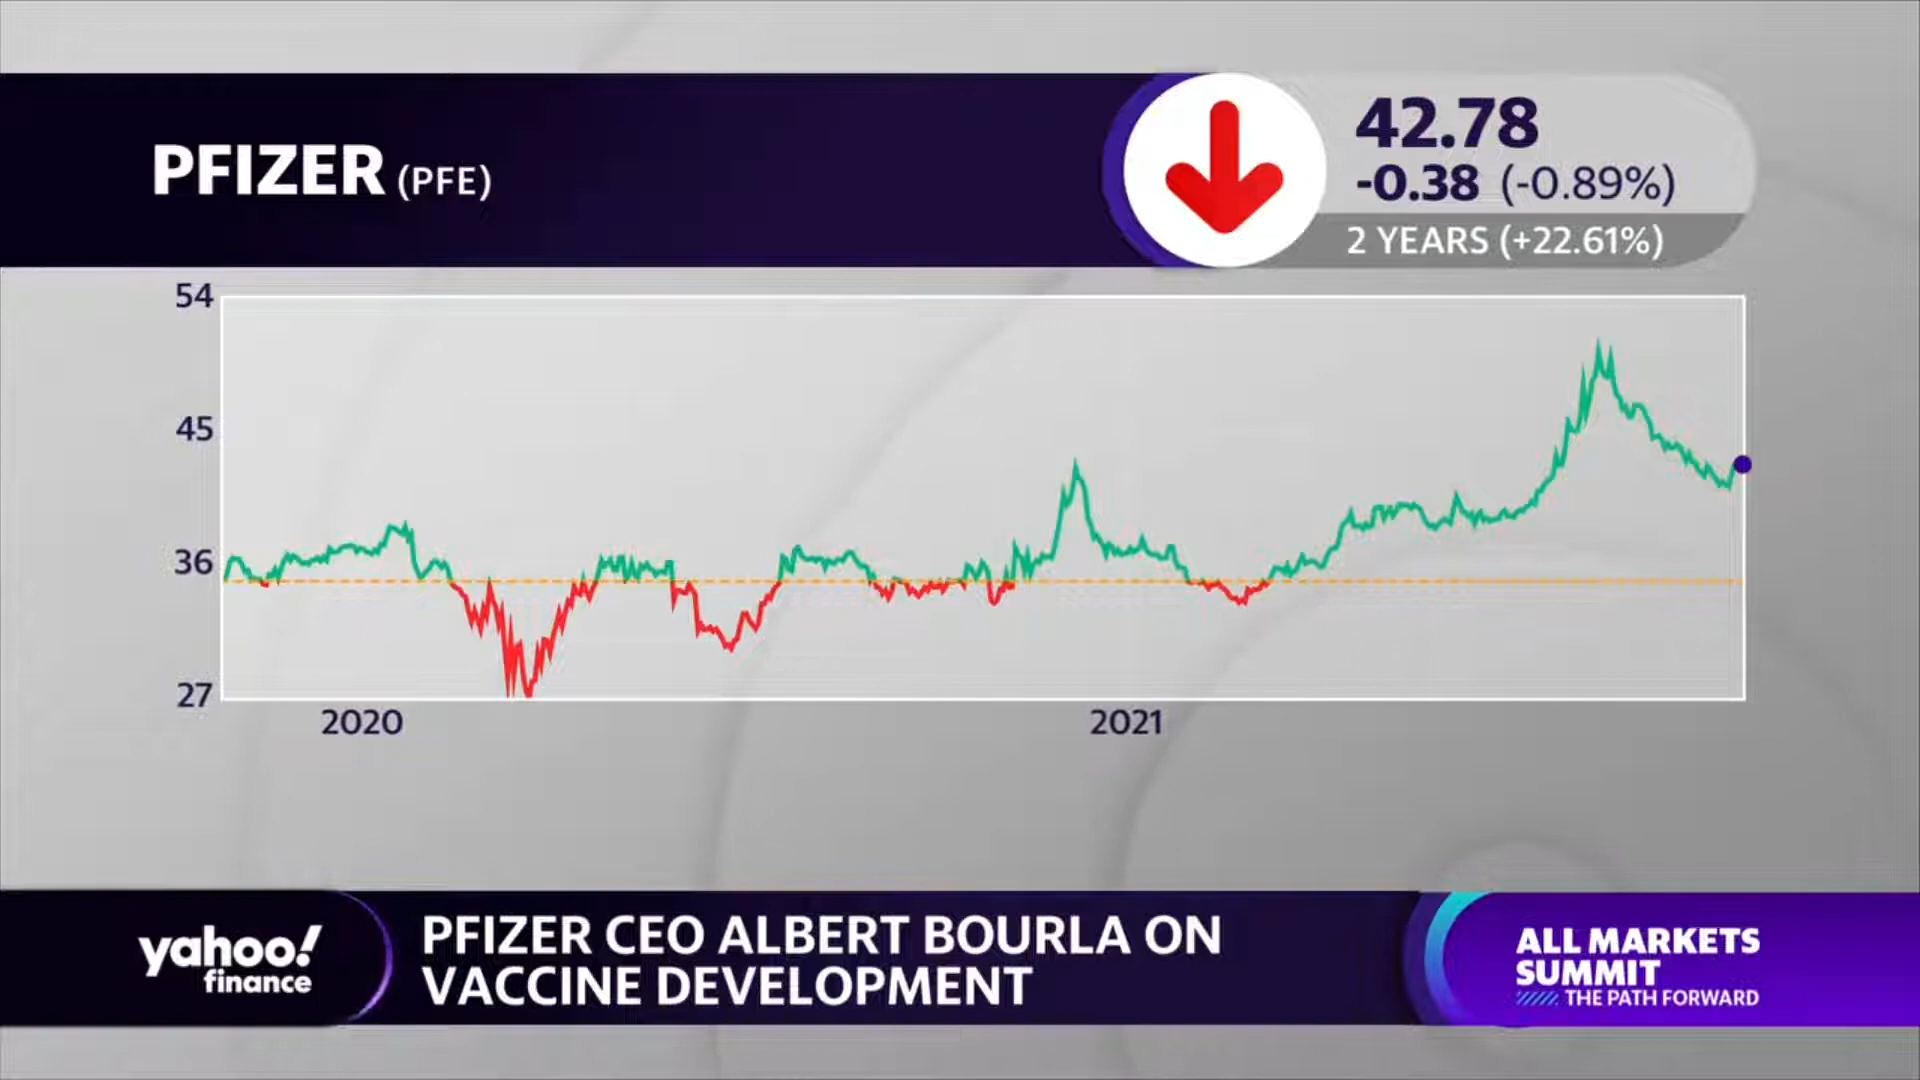 PFIZER (PFE)
42.78
-0.38 (-0.89%)
2 YEARS (+22.61%)
54
45
36
27
2020
2021
yahoo!
finance
PFIZER CEO ALBERT BOURLA ON
VACCINE DEVELOPMENT
ALL MARKETS
SUMMIT
THE PATH FORWARD